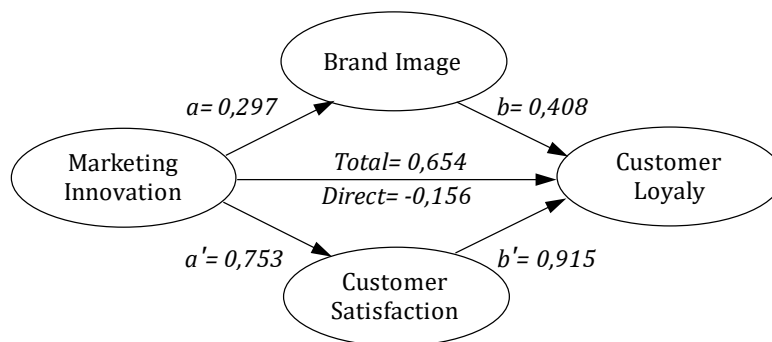 Brand Image
a= 0,297
b= 0,408
Marketing
Innovation
Total= 0,654
Direct= -0,156
Customer
Loyaly
a'= 0,753
b'= 0,915
Customer
Satisfaction